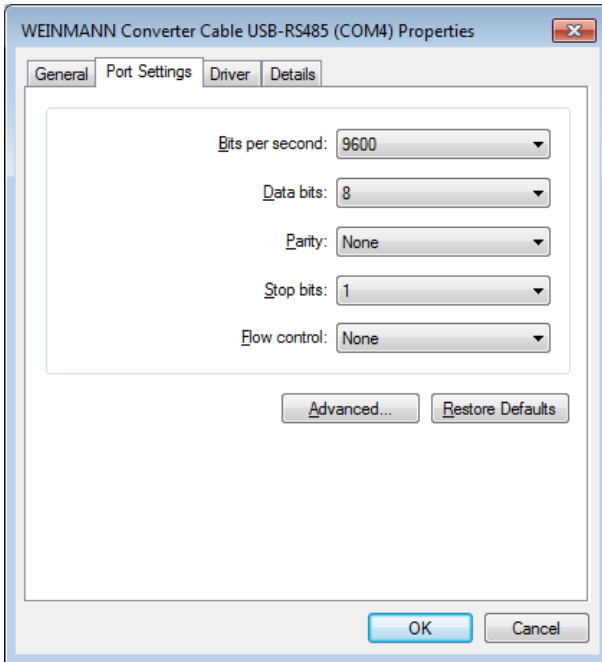 WEINMANN Converter Cable USB-RS485 (COM4) Properties
General Port Settings Driver Details
Bits per second: 9600
Data bits: 8
Parity: None
Stop bits: 1
Flow control: None
Advanced... Restore Defaults
OK Cancel